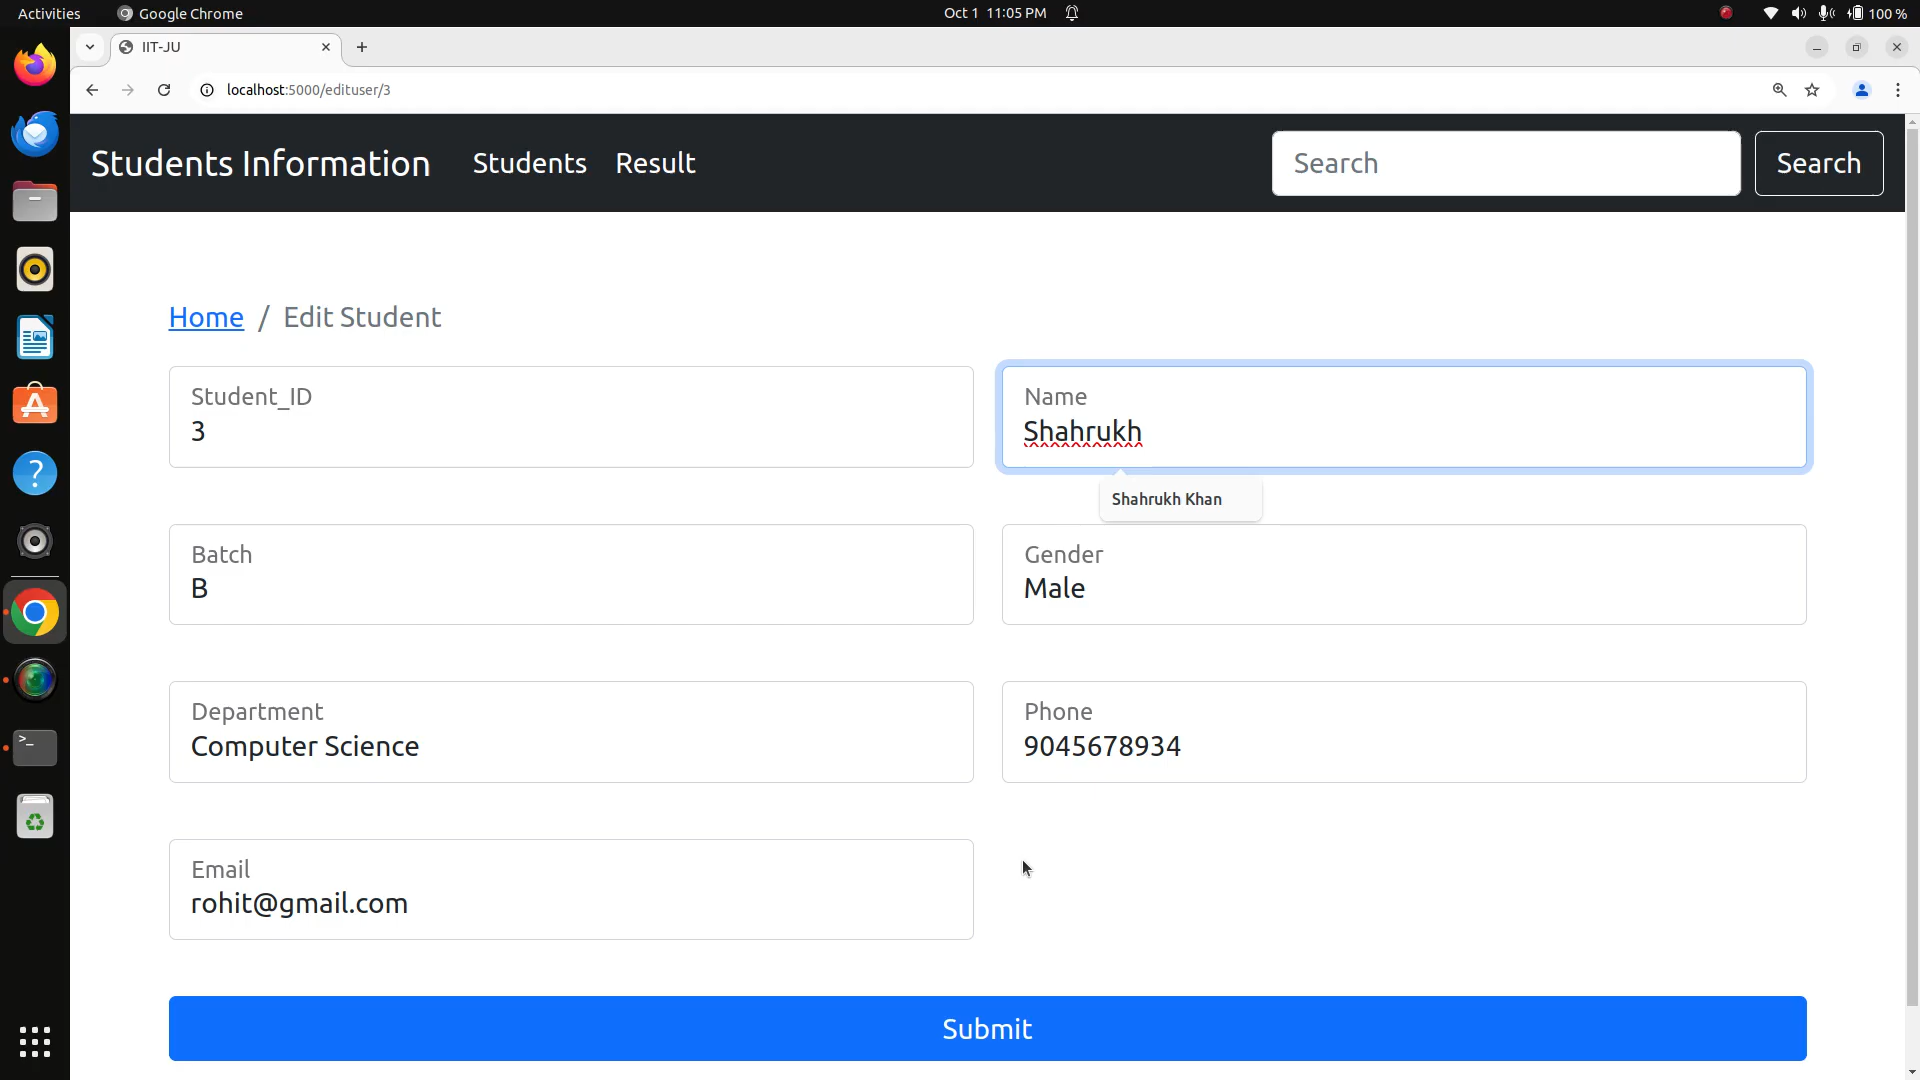 Activities
Google Chrome
Oct 1 11:05 PM
100 %
IIT-JU
localhost:5000/edituser/3
Students Information
Students
Result
Search
Search
Home / Edit Student
Student_ID
3
Name
Shahrukh
Shahrukh Khan
Batch
B
Gender
Male
Department
Computer Science
Phone
9045678934
Email
rohit@gmail.com
Submit